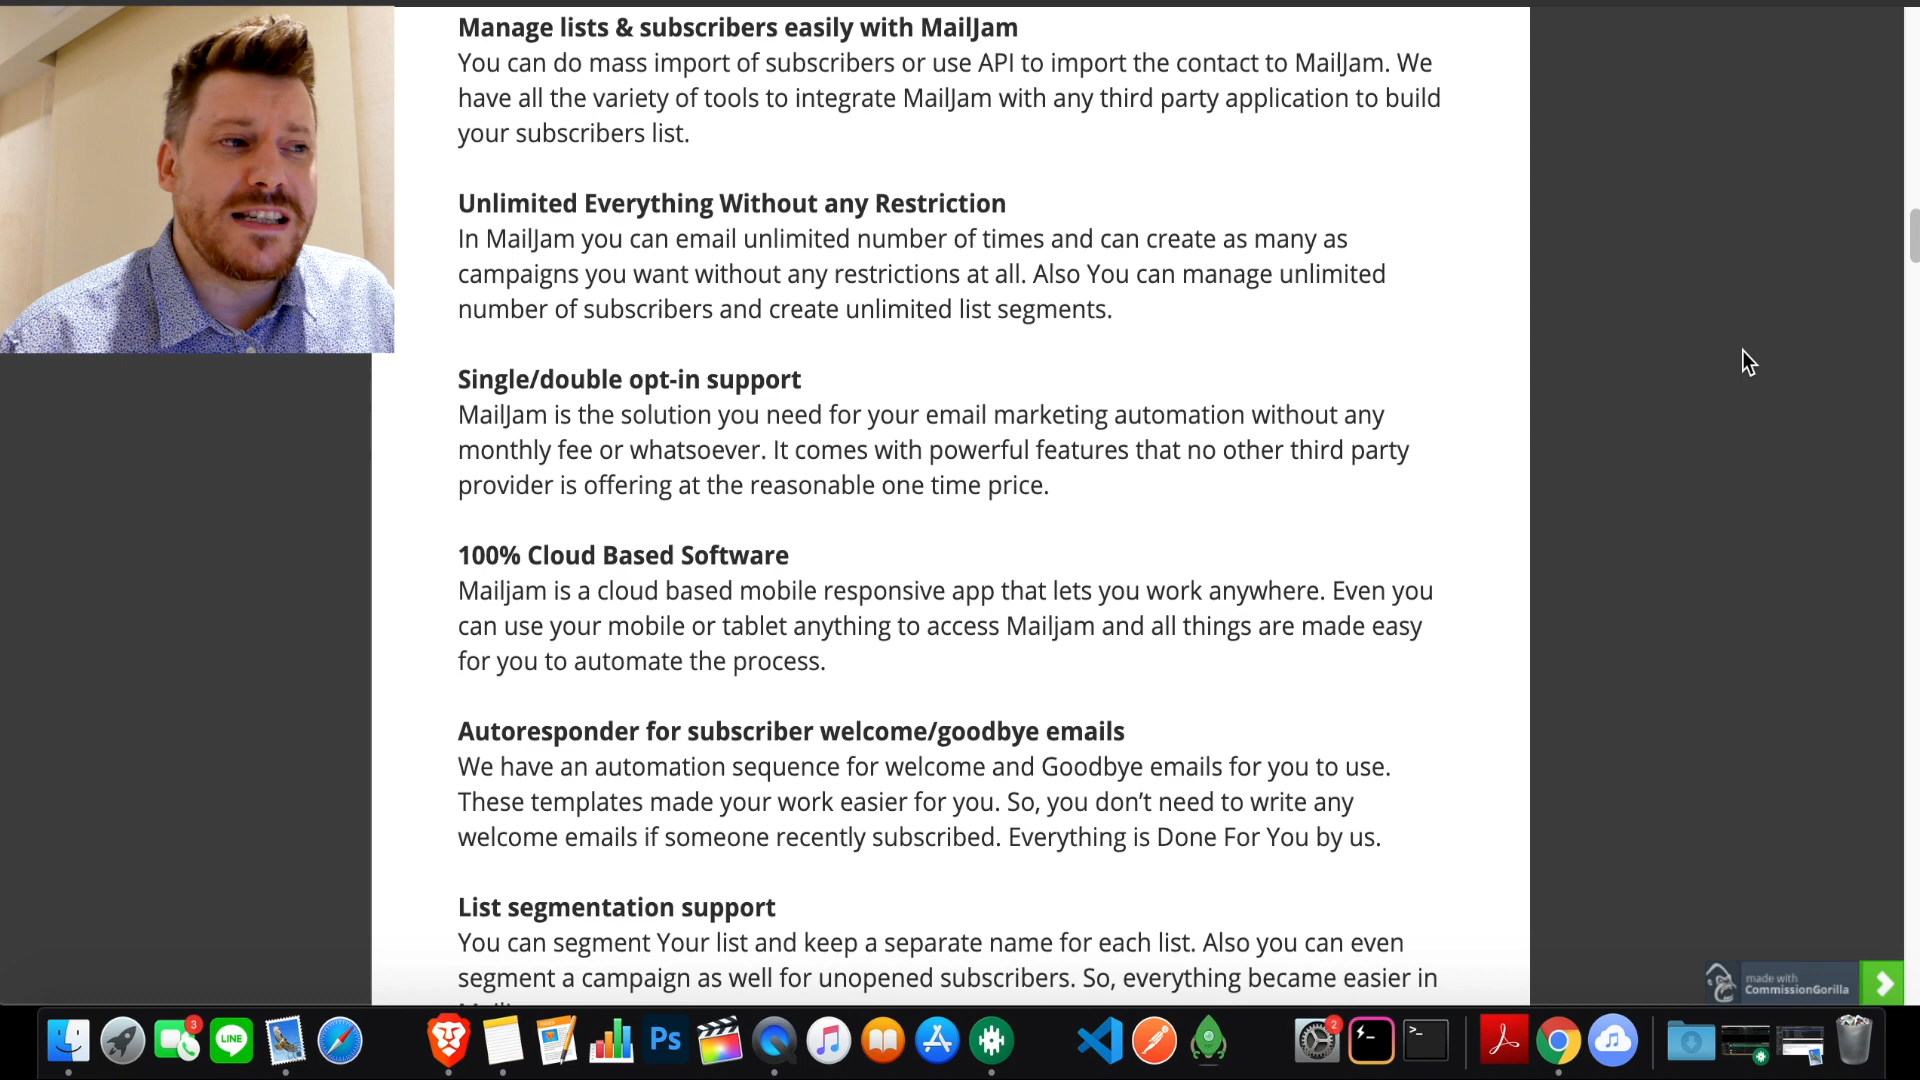 Manage lists & subscribers easily with MailJam
You can do mass import of subscribers or use API to import the contact to MailJam. We
have all the variety of tools to integrate MailJam with any third party application to build
your subscribers list.
Unlimited Everything Without any Restriction
In MailJam you can email unlimited number of times and can create as many as
campaigns you want without any restrictions at all. Also You can manage unlimited
number of subscribers and create unlimited list segments.
Single/double opt-in support
MailJam is the solution you need for your email marketing automation without any
monthly fee or whatsoever. It comes with powerful features that no other third party
provider is offering at the reasonable one time price.
100% Cloud Based Software
Mailjam is a cloud based mobile responsive app that lets you work anywhere. Even you
can use your mobile or tablet anything to access Mailjam and all things are made easy
for you to automate the process.
Autoresponder for subscriber welcome/goodbye emails
We have an automation sequence for welcome and Goodbye emails for you to use.
These templates made your work easier for you. So, you don’t need to write any
welcome emails if someone recently subscribed. Everything is Done For You by us.
List segmentation support
You can segment Your list and keep a separate name for each list. Also you can even
segment a campaign as well for unopened subscribers. So, everything became easier in
made with
CommissionGorilla
3
LINE
Ps
2